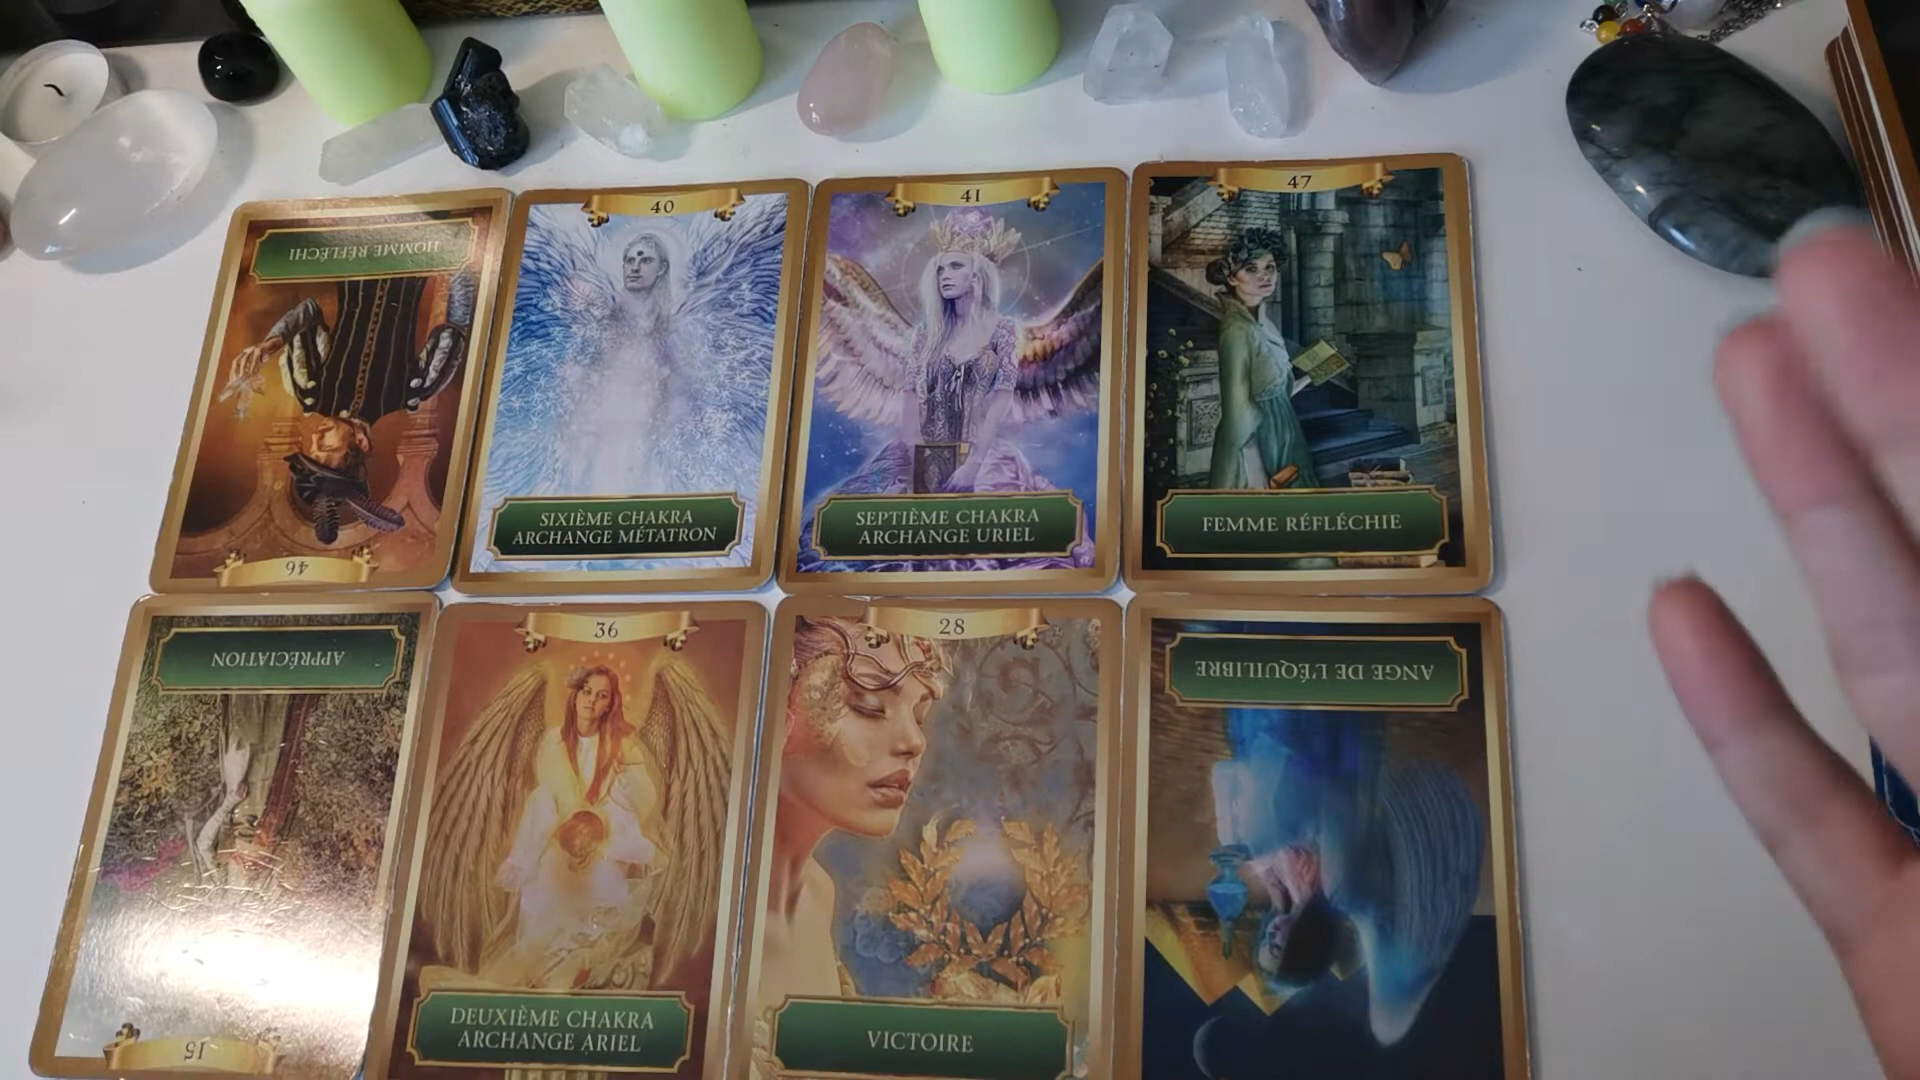 HOMME RÉFLÉCHI
46
40
SIXIÈME CHAKRA
ARCHANGE MÉTATRON
41
SEPTIÈME CHAKRA
ARCHANGE URIEL
47
FEMME RÉFLÉCHIE
APPRÉCIATION
15
36
DEUXIÈME CHAKRA
ARCHANGE ARIEL
28
VICTOIRE
ANGE DE L'ÉQUILIBRE